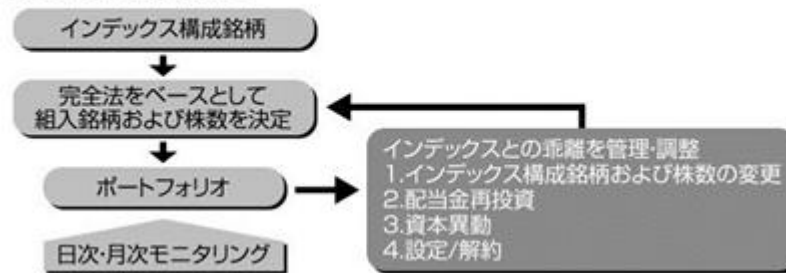 インデックス構成銘柄
完全法をベースとして
組入銘柄および株数を決定
ポートフォリオ
日次・月次モニタリング
インデックスとの乖離を管理・調整
1.インデックス構成銘柄および株数の変更
2.配当金再投資
3.資本異動
4.設定/解約